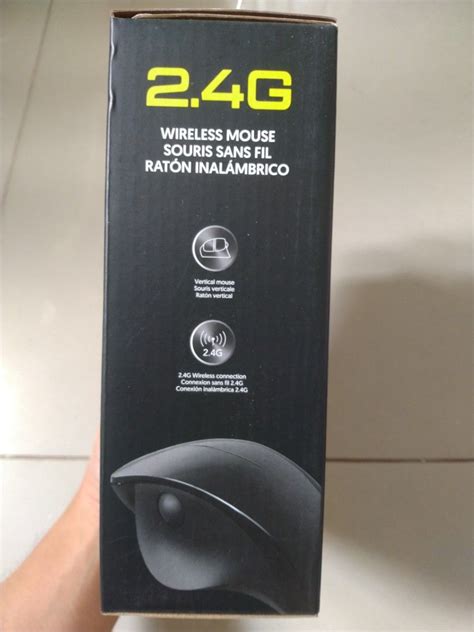 2.4G
WIRELESS MOUSE
SOURIS SANS FIL
RATÓN INALÁMBRICO
Vertical mouse
Souris verticale
Ratón vertical
2.4G
2.4G Wireless connection
Connexion sans fil 2.4G
Conexión inalámbrica 2.4G